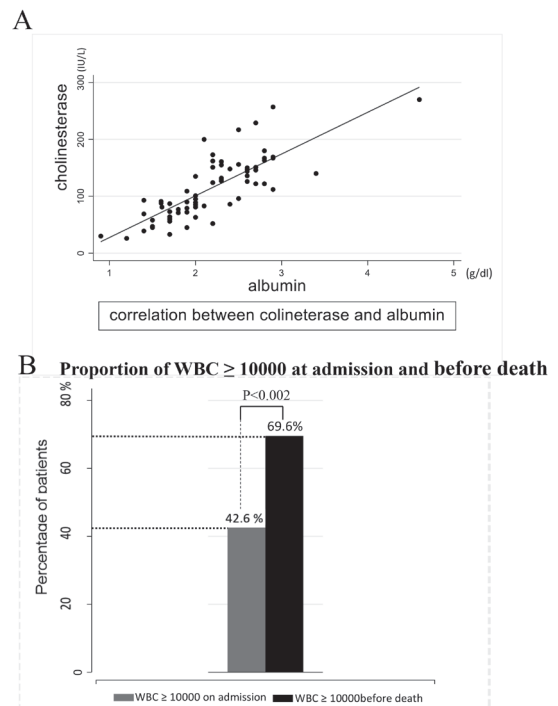 A
cholinesterase (IU/L)
300
200
100
0
1 2 3 4 5 (g/dl)
albumin
correlation between colineterase and albumin
B Proportion of WBC ≥ 10000 at admission and before death
80 %
P<0.002
69.6%
60
42.6 %
40
Percentage of patients
20
0
WBC ≥ 10000 on admission WBC ≥ 10000before death